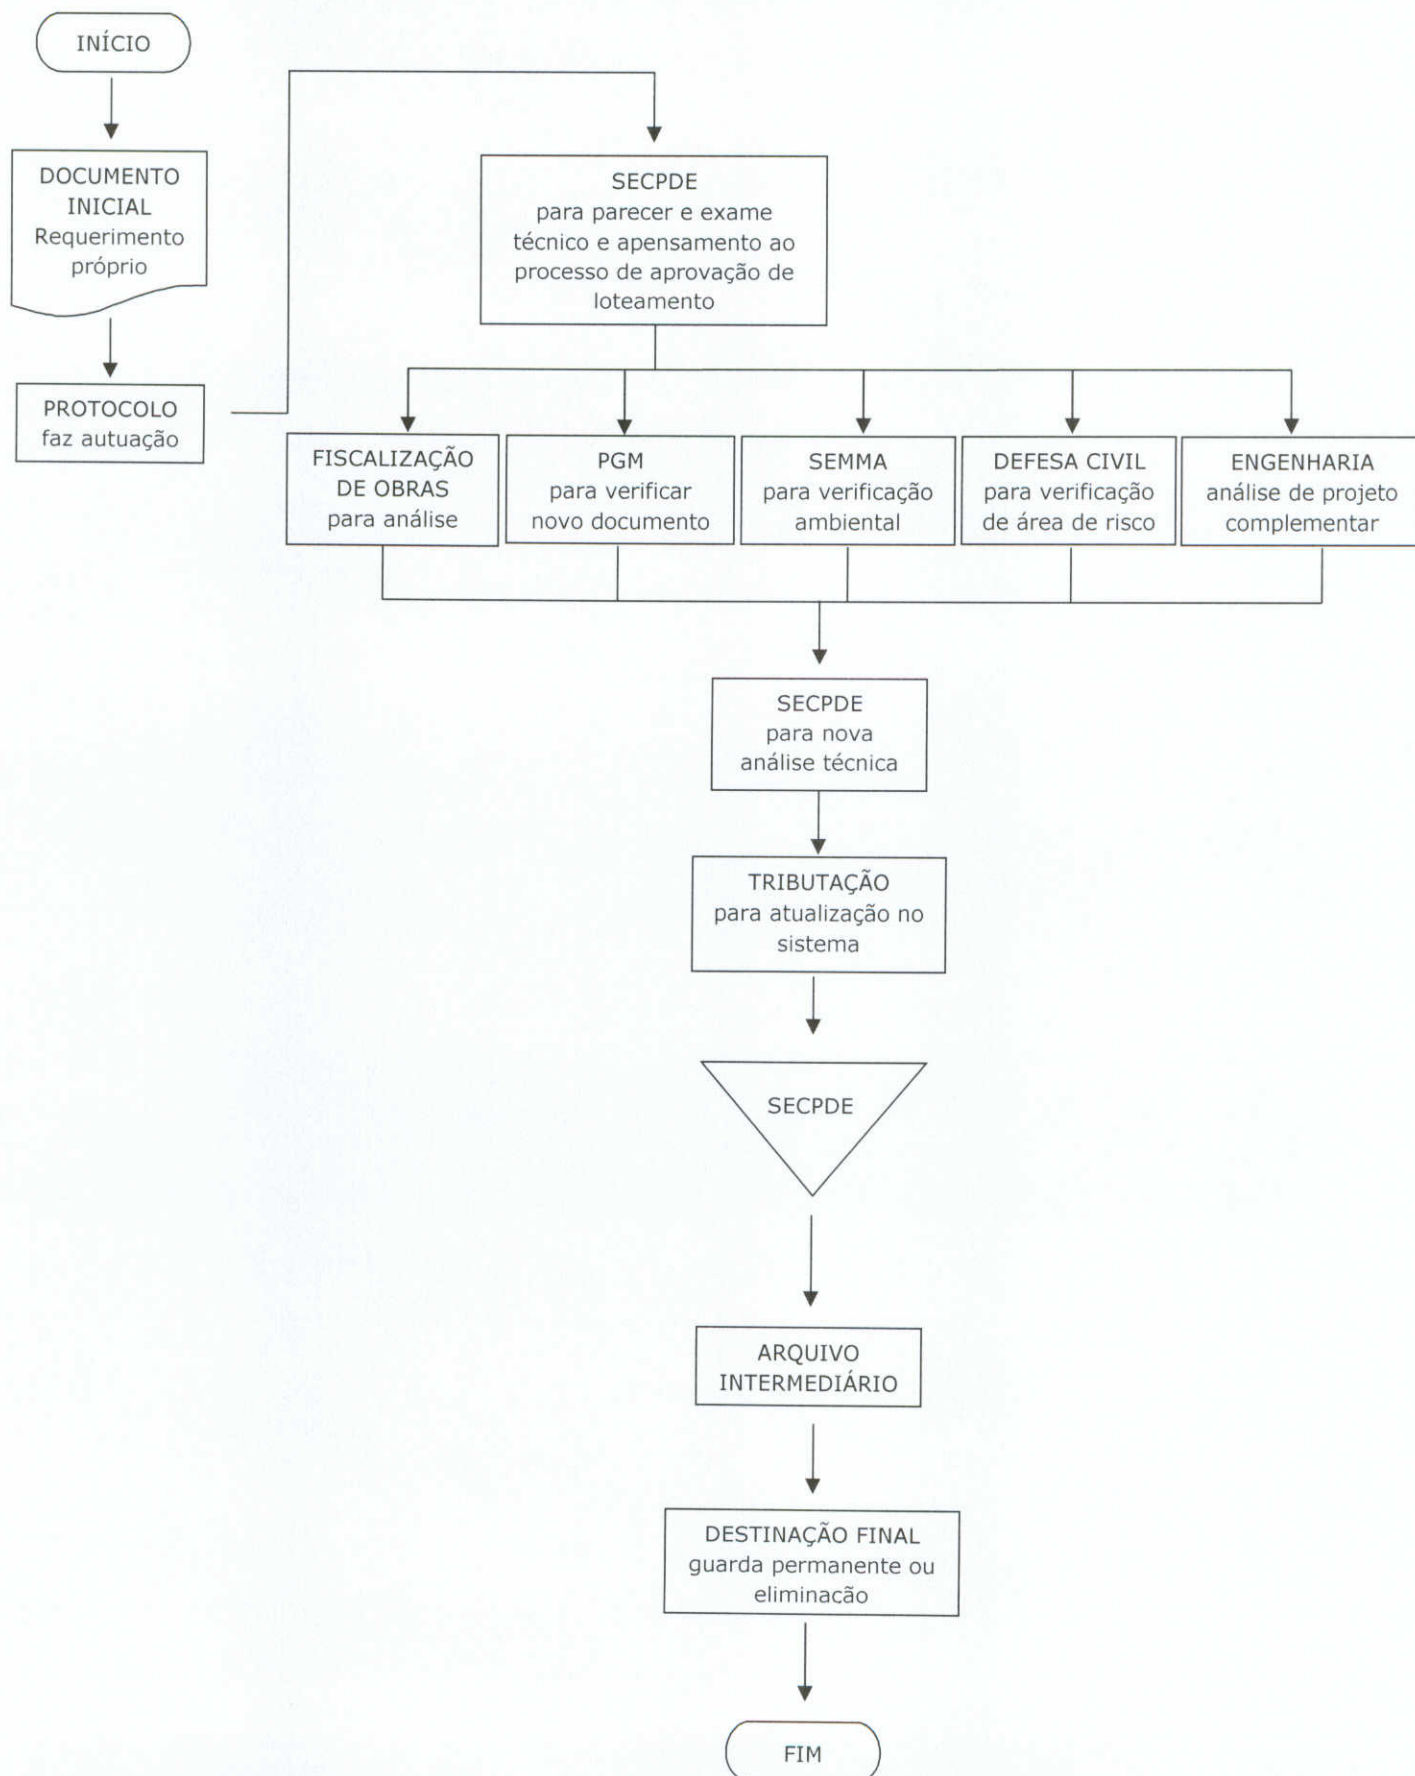 INÍCIO
DOCUMENTO
INICIAL
Requerimento
próprio
PROTOCOLO
faz autuação
SECPDE
para parecer e exame
técnico e apensamento ao
processo de aprovação de
loteamento
FISCALIZAÇÃO
DE OBRAS
para análise
PGM
para verificar
novo documento
SEMMA
para verificação
ambiental
DEFESA CIVIL
para verificação
de área de risco
ENGENHARIA
análise de projeto
complementar
SECPDE
para nova
análise técnica
TRIBUTAÇÃO
para atualização no
sistema
SECPDE
ARQUIVO
INTERMEDIÁRIO
DESTINAÇÃO FINAL
guarda permanente ou
eliminacão
FIM